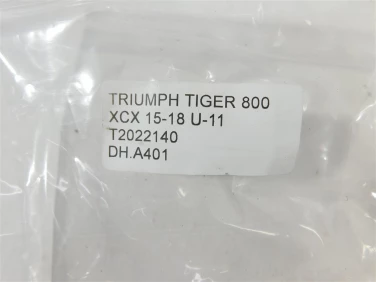 TRIUMPH TIGER 800
XCX 15-18 U-11
T2022140
DH.A401